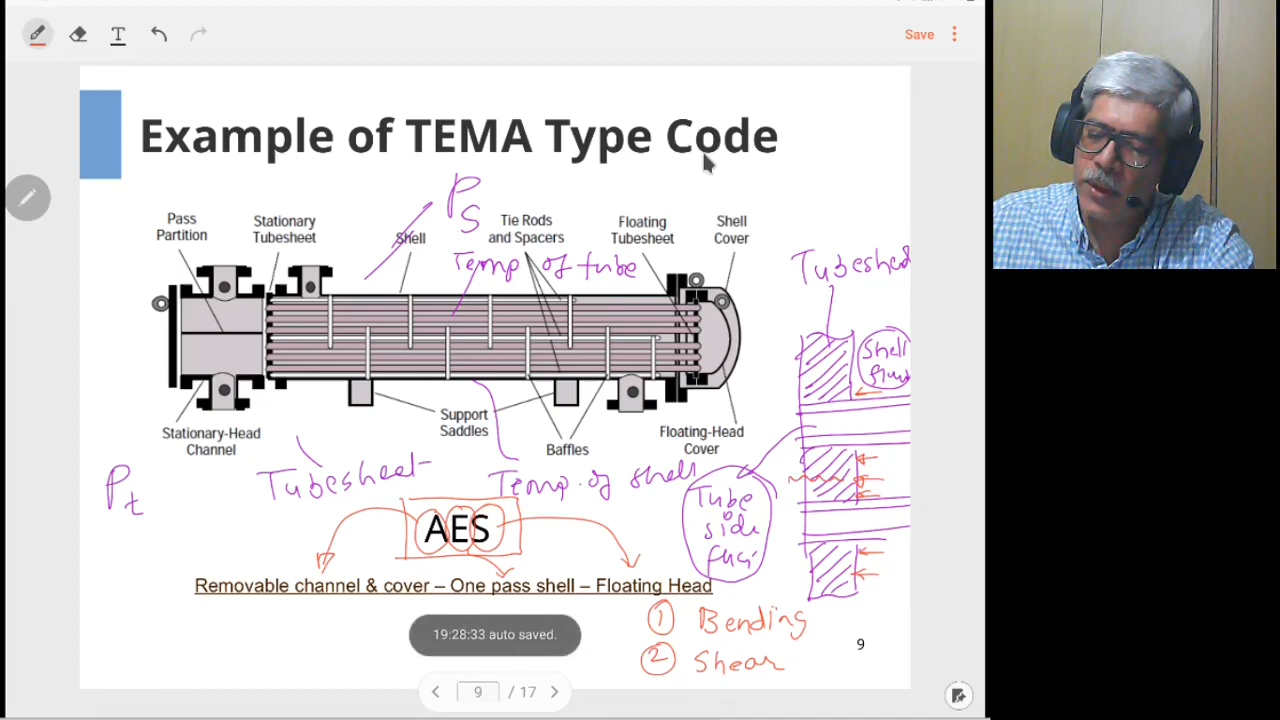 Save
Example of TEMA Type Code
Pass
Partition
Stationary
Tubesheet
Shell
Tie Rods
and Spacers
Floating
Tubesheet
Shell
Cover
Ps
Temp of tube
Tubesheet
Shell
Support
Saddles
Baffles
Floating-Head
Cover
Stationary-Head
Channel
Pt
Tubesheet
Temp. of shell
Tube
side
AES
Removable channel & cover – One pass shell – Floating Head
1 Bending
2 Shear
19:28:33 auto saved.
9
9 / 17